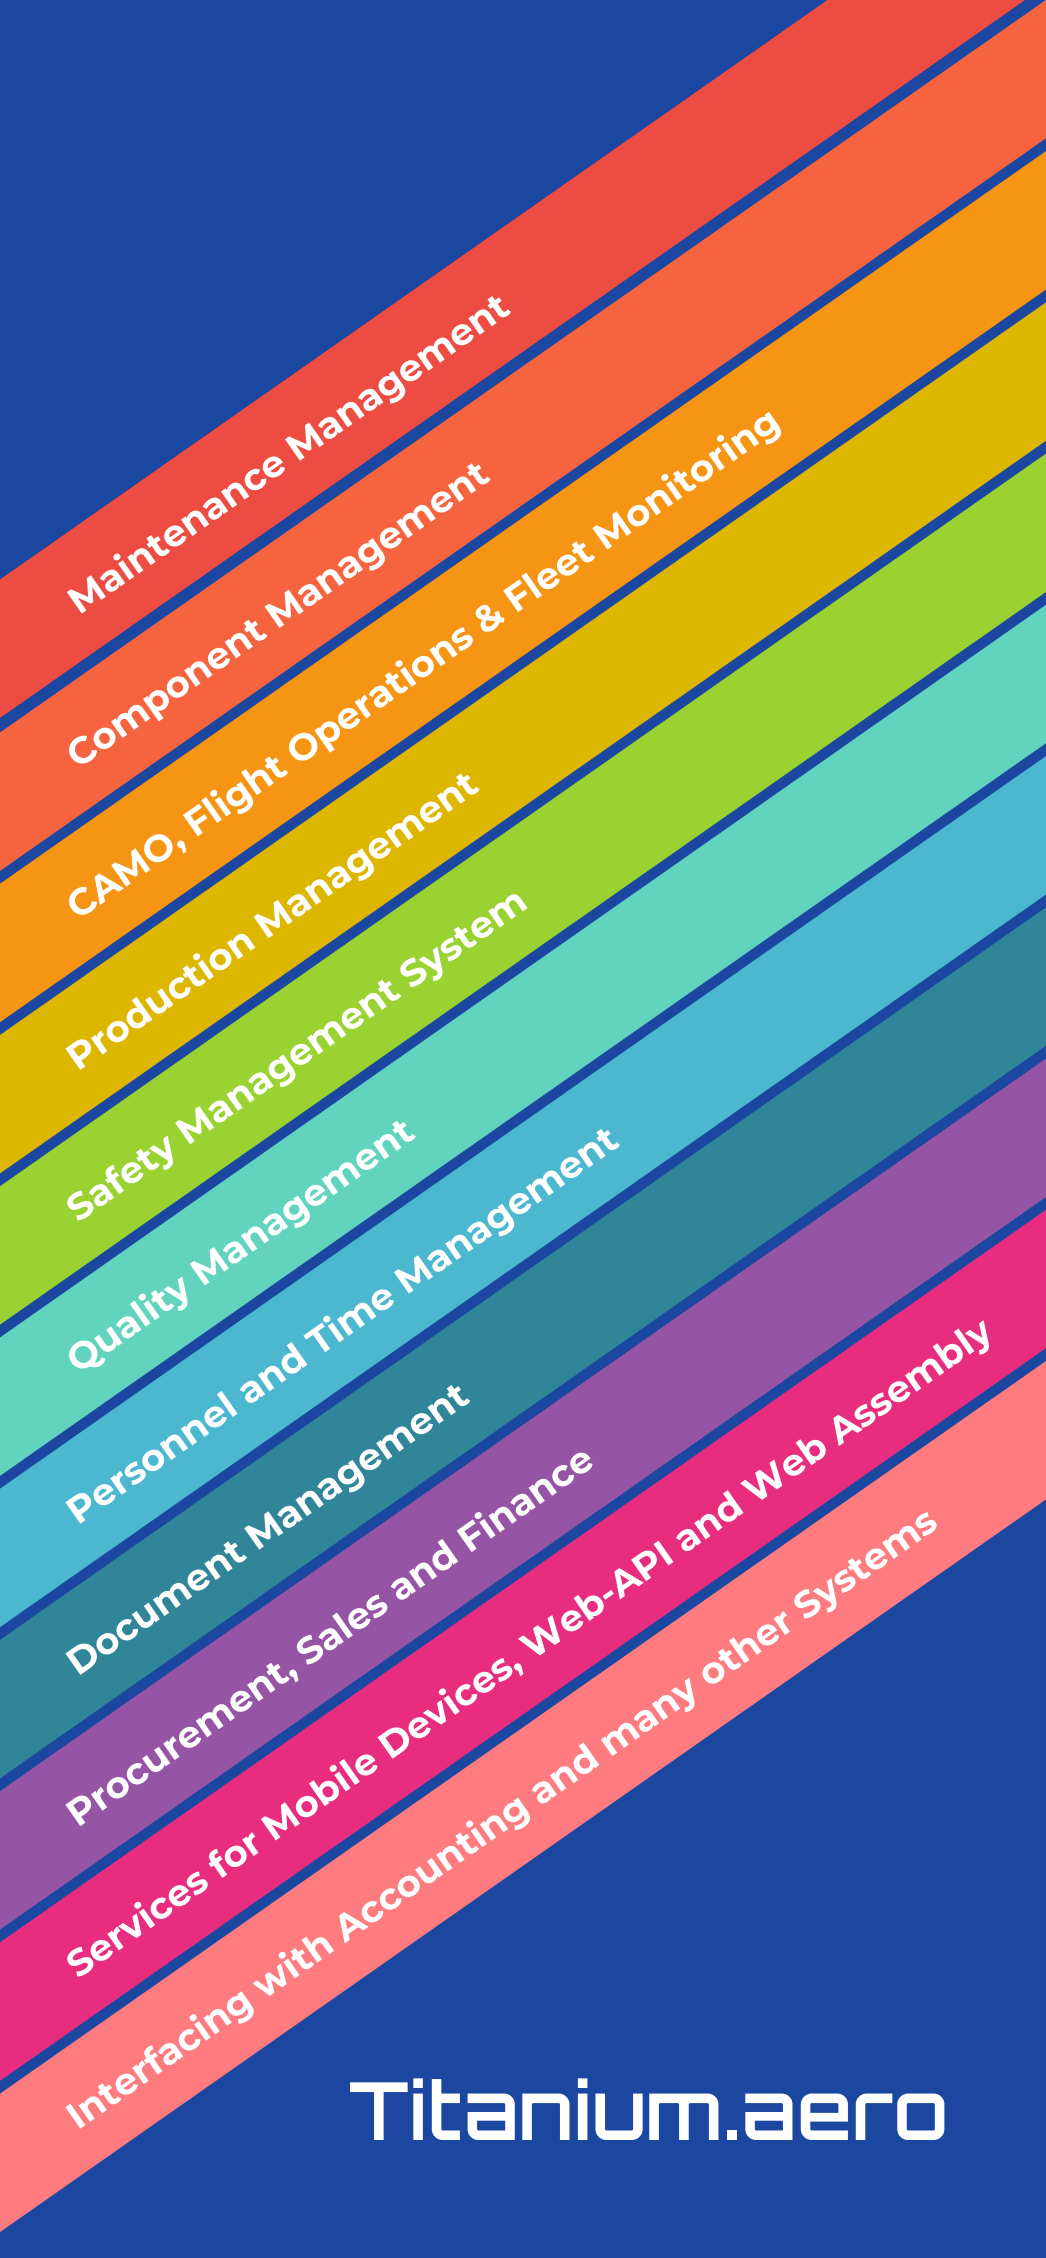 Maintenance Management
Component Management
CAMO, Flight Operations & Fleet Monitoring
Production Management
Safety Management System
Quality Management
Personnel and Time Management
Document Management
Procurement, Sales and Finance
Services for Mobile Devices, Web-API and Web Assembly
Interfacing with Accounting and many other Systems
Titanium.aero